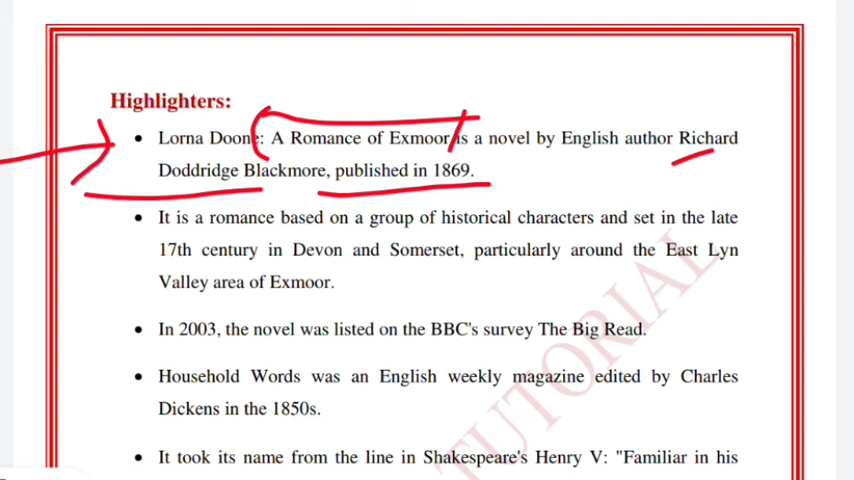 Highlighters:
• Lorna Doone: A Romance of Exmoor is a novel by English author Richard
Doddridge Blackmore, published in 1869.
• It is a romance based on a group of historical characters and set in the late
17th century in Devon and Somerset, particularly around the East Lyn
Valley area of Exmoor.
• In 2003, the novel was listed on the BBC's survey The Big Read.
• Household Words was an English weekly magazine edited by Charles
Dickens in the 1850s.
• It took its name from the line in Shakespeare's Henry V: "Familiar in his
TUTORIAL